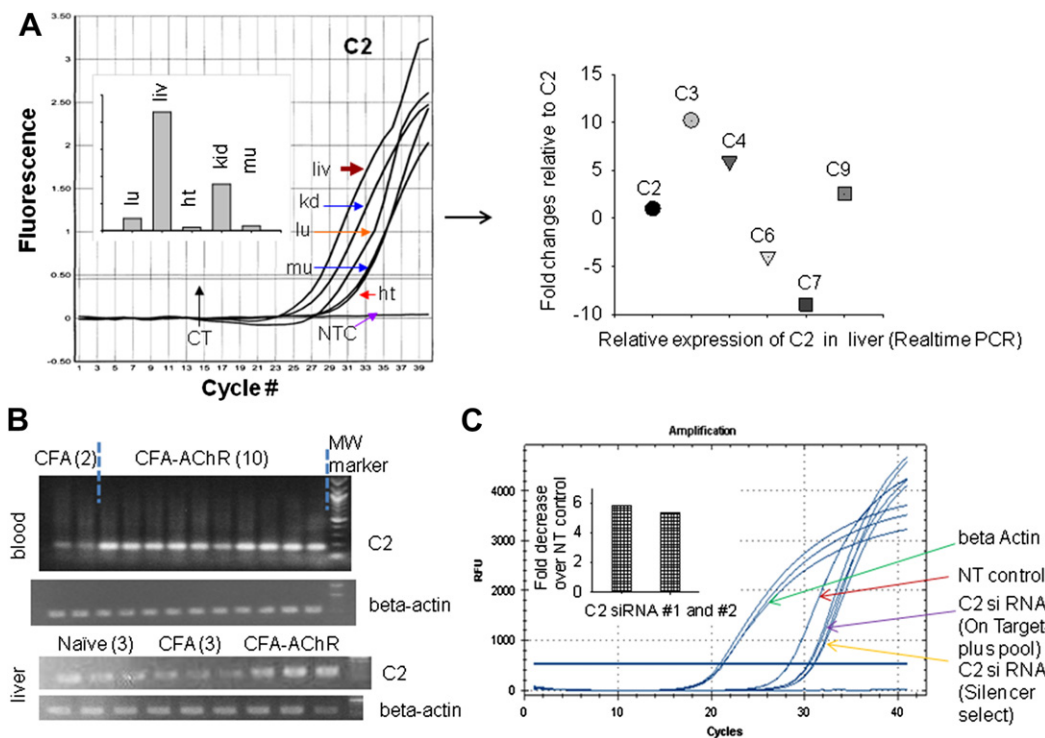 A
C2
Fluorescence
3.50
3
2.50
2
1.50
1
0.50
0
-0.50
lu
liv
ht
kid
mu
liv
kd
lu
mu
ht
NTC
CT
1 3 5 7 9 11 13 15 17 19 21 23 25 27 29 31 33 35 37 39
Cycle #
Fold changes relative to C2
15
10
5
0
-5
-10
C2
C3
C4
C6
C7
C9
Relative expression of C2 in liver (Realtime PCR)
B
CFA (2)
CFA-AChR (10)
MW
marker
blood
C2
beta-actin
Naïve (3)
CFA (3)
CFA-AChR
liver
C2
beta-actin
C
Amplification
RFU
4000
3000
2000
1000
0
Fold decrease
over NT control
6
4
2
0
C2 siRNA #1 and #2
0 10 20 30 40
Cycles
beta Actin
NT control
C2 si RNA
(On Target
plus pool)
C2 si RNA
(Silencer
select)